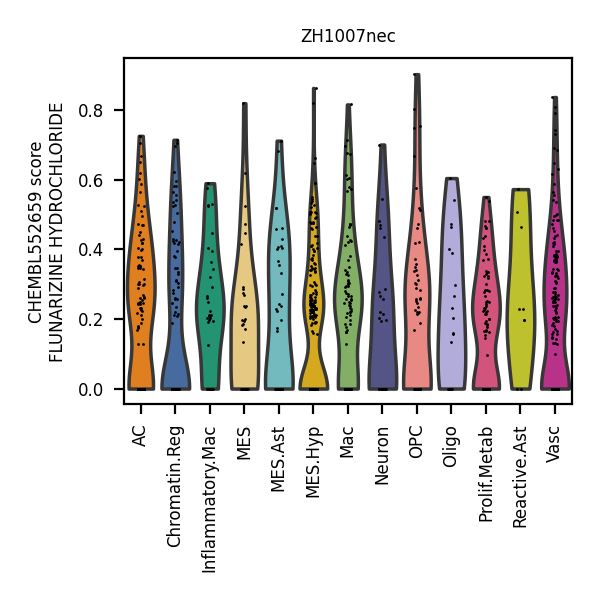 ZH1007nec
CHEMBL552659 score
FLUNARIZINE HYDROCHLORIDE
0.8
0.6
0.4
0.2
0.0
AC
Chromatin.Reg
Inflammatory.Mac
MES
MES.Ast
MES.Hyp
Mac
Neuron
OPC
Oligo
Prolif.Metab
Reactive.Ast
Vasc